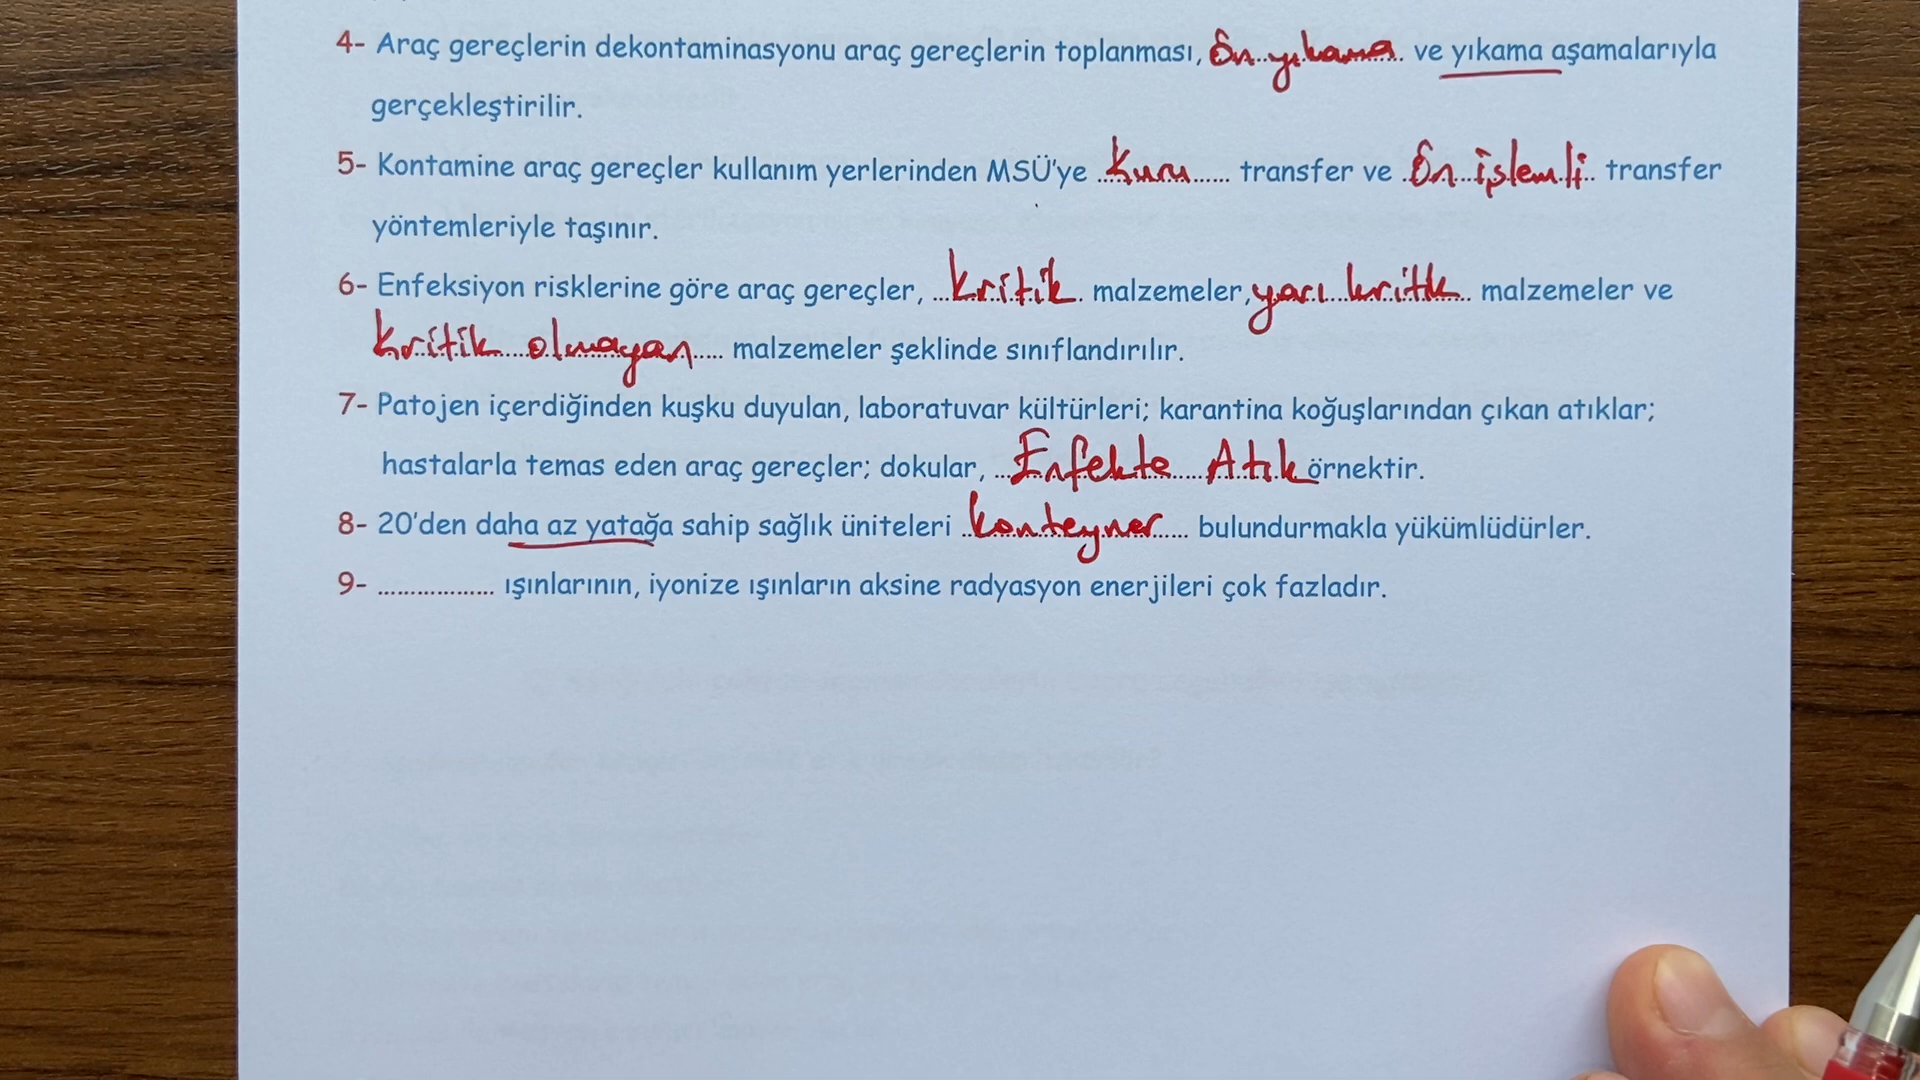 4- Araç gereçlerin dekontaminasyonu araç gereçlerin toplanması, Ön yıkama ve yıkama aşamalarıyla
gerçekleştirilir.
5- Kontamine araç gereçler kullanım yerlerinden MSÜ'ye Kuru transfer ve Ön işlemli transfer
yöntemleriyle taşınır.
6- Enfeksiyon risklerine göre araç gereçler, ...kritik malzemeler, yarı kritik malzemeler ve
kritik olmayan malzemeler şeklinde sınıflandırılır.
7- Patojen içerdiğinden kuşku duyulan, laboratuvar kültürleri; karantina koğuşlarından çıkan atıklar;
hastalarla temas eden araç gereçler; dokular, ...Enfekte Atık örnektir.
8- 20'den daha az yatağa sahip sağlık üniteleri konteyner bulundurmakla yükümlüdürler.
9- .................. ışınlarının, iyonize ışınların aksine radyasyon enerjileri çok fazladır.